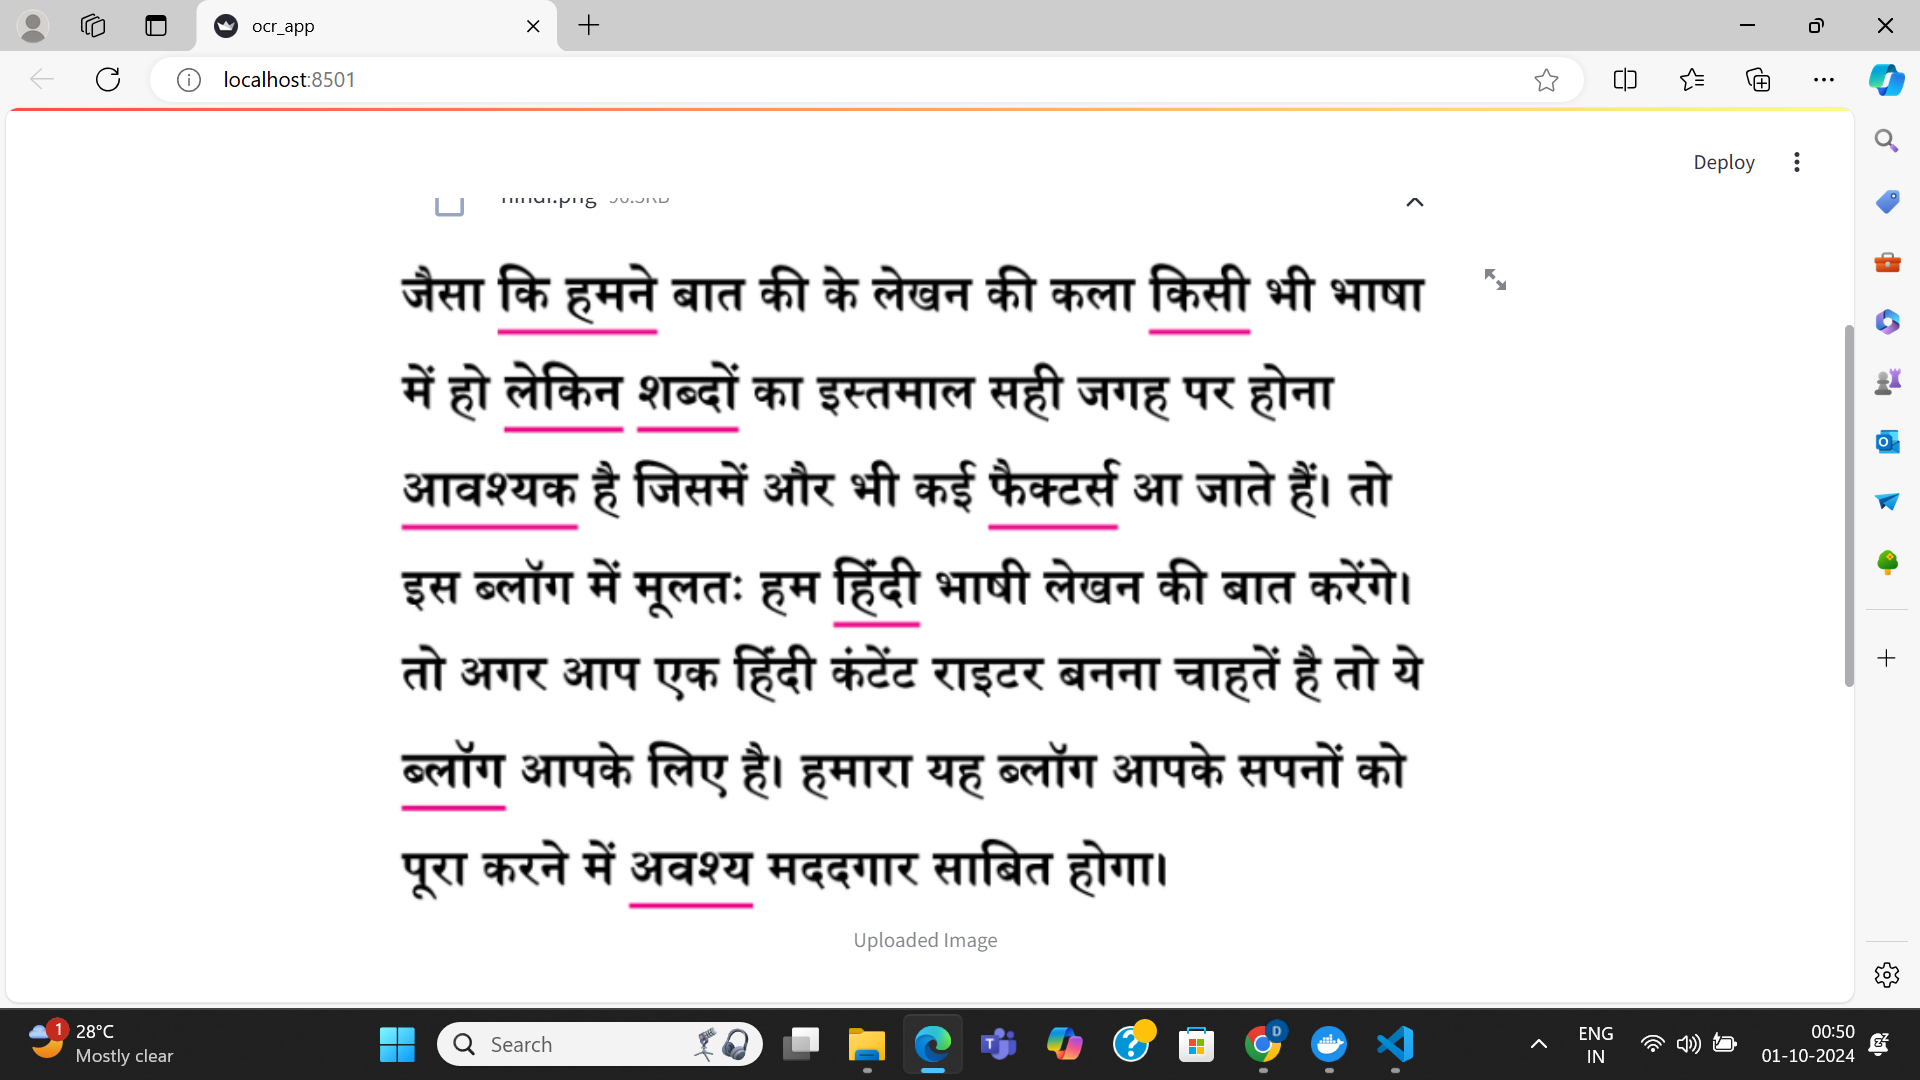 ocr_app
localhost:8501
Deploy
hindi.png 96.3KB
जैसा कि हमने बात की के लेखन की कला किसी भी भाषा
में हो लेकिन शब्दों का इस्तमाल सही जगह पर होना
आवश्यक है जिसमें और भी कई फैक्टर्स आ जाते हैं। तो
इस ब्लॉग में मूलतः हम हिंदी भाषी लेखन की बात करेंगे।
तो अगर आप एक हिंदी कंटेंट राइटर बनना चाहतें है तो ये
ब्लॉग आपके लिए है। हमारा यह ब्लॉग आपके सपनों को
पूरा करने में अवश्य मददगार साबित होगा।
Uploaded Image
1
28°C
Mostly clear
Search
D
ENG
IN
00:50
01-10-2024